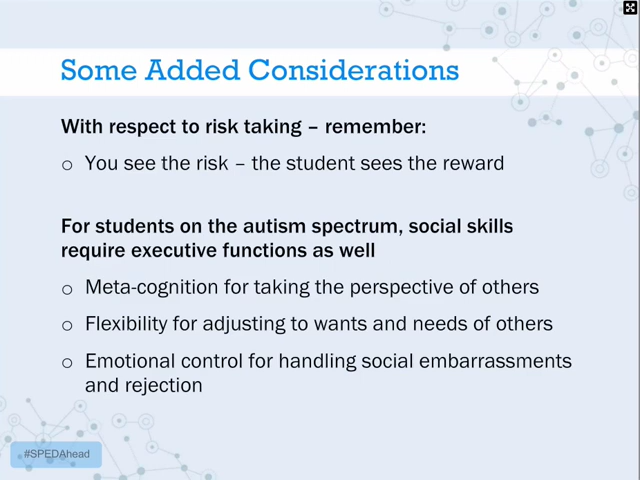 Some Added Considerations
With respect to risk taking – remember:
o You see the risk – the student sees the reward
For students on the autism spectrum, social skills
require executive functions as well
o Meta-cognition for taking the perspective of others
o Flexibility for adjusting to wants and needs of others
o Emotional control for handling social embarrassments
and rejection
#SPEDAhead